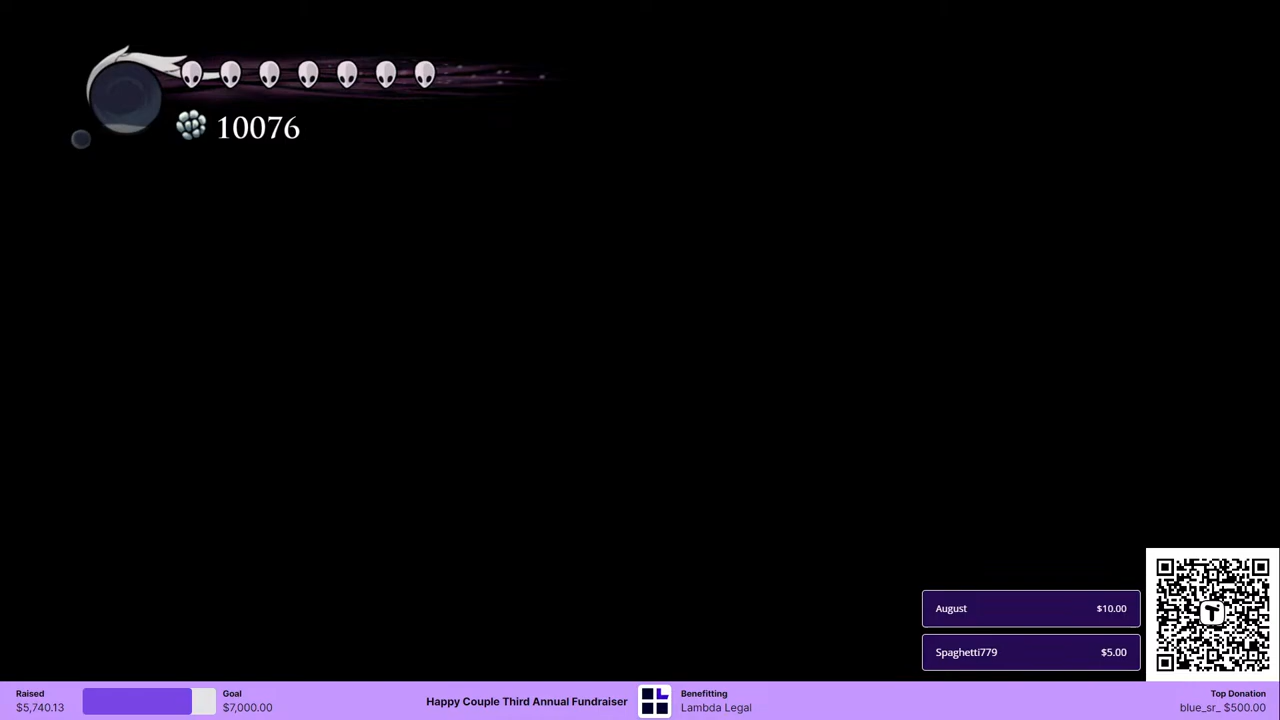 10076
August $10.00
Spaghetti779 $5.00
Raised
$5,740.13
Goal
$7,000.00
Happy Couple Third Annual Fundraiser
Benefitting
Lambda Legal
Top Donation
blue_sr_ $500.00